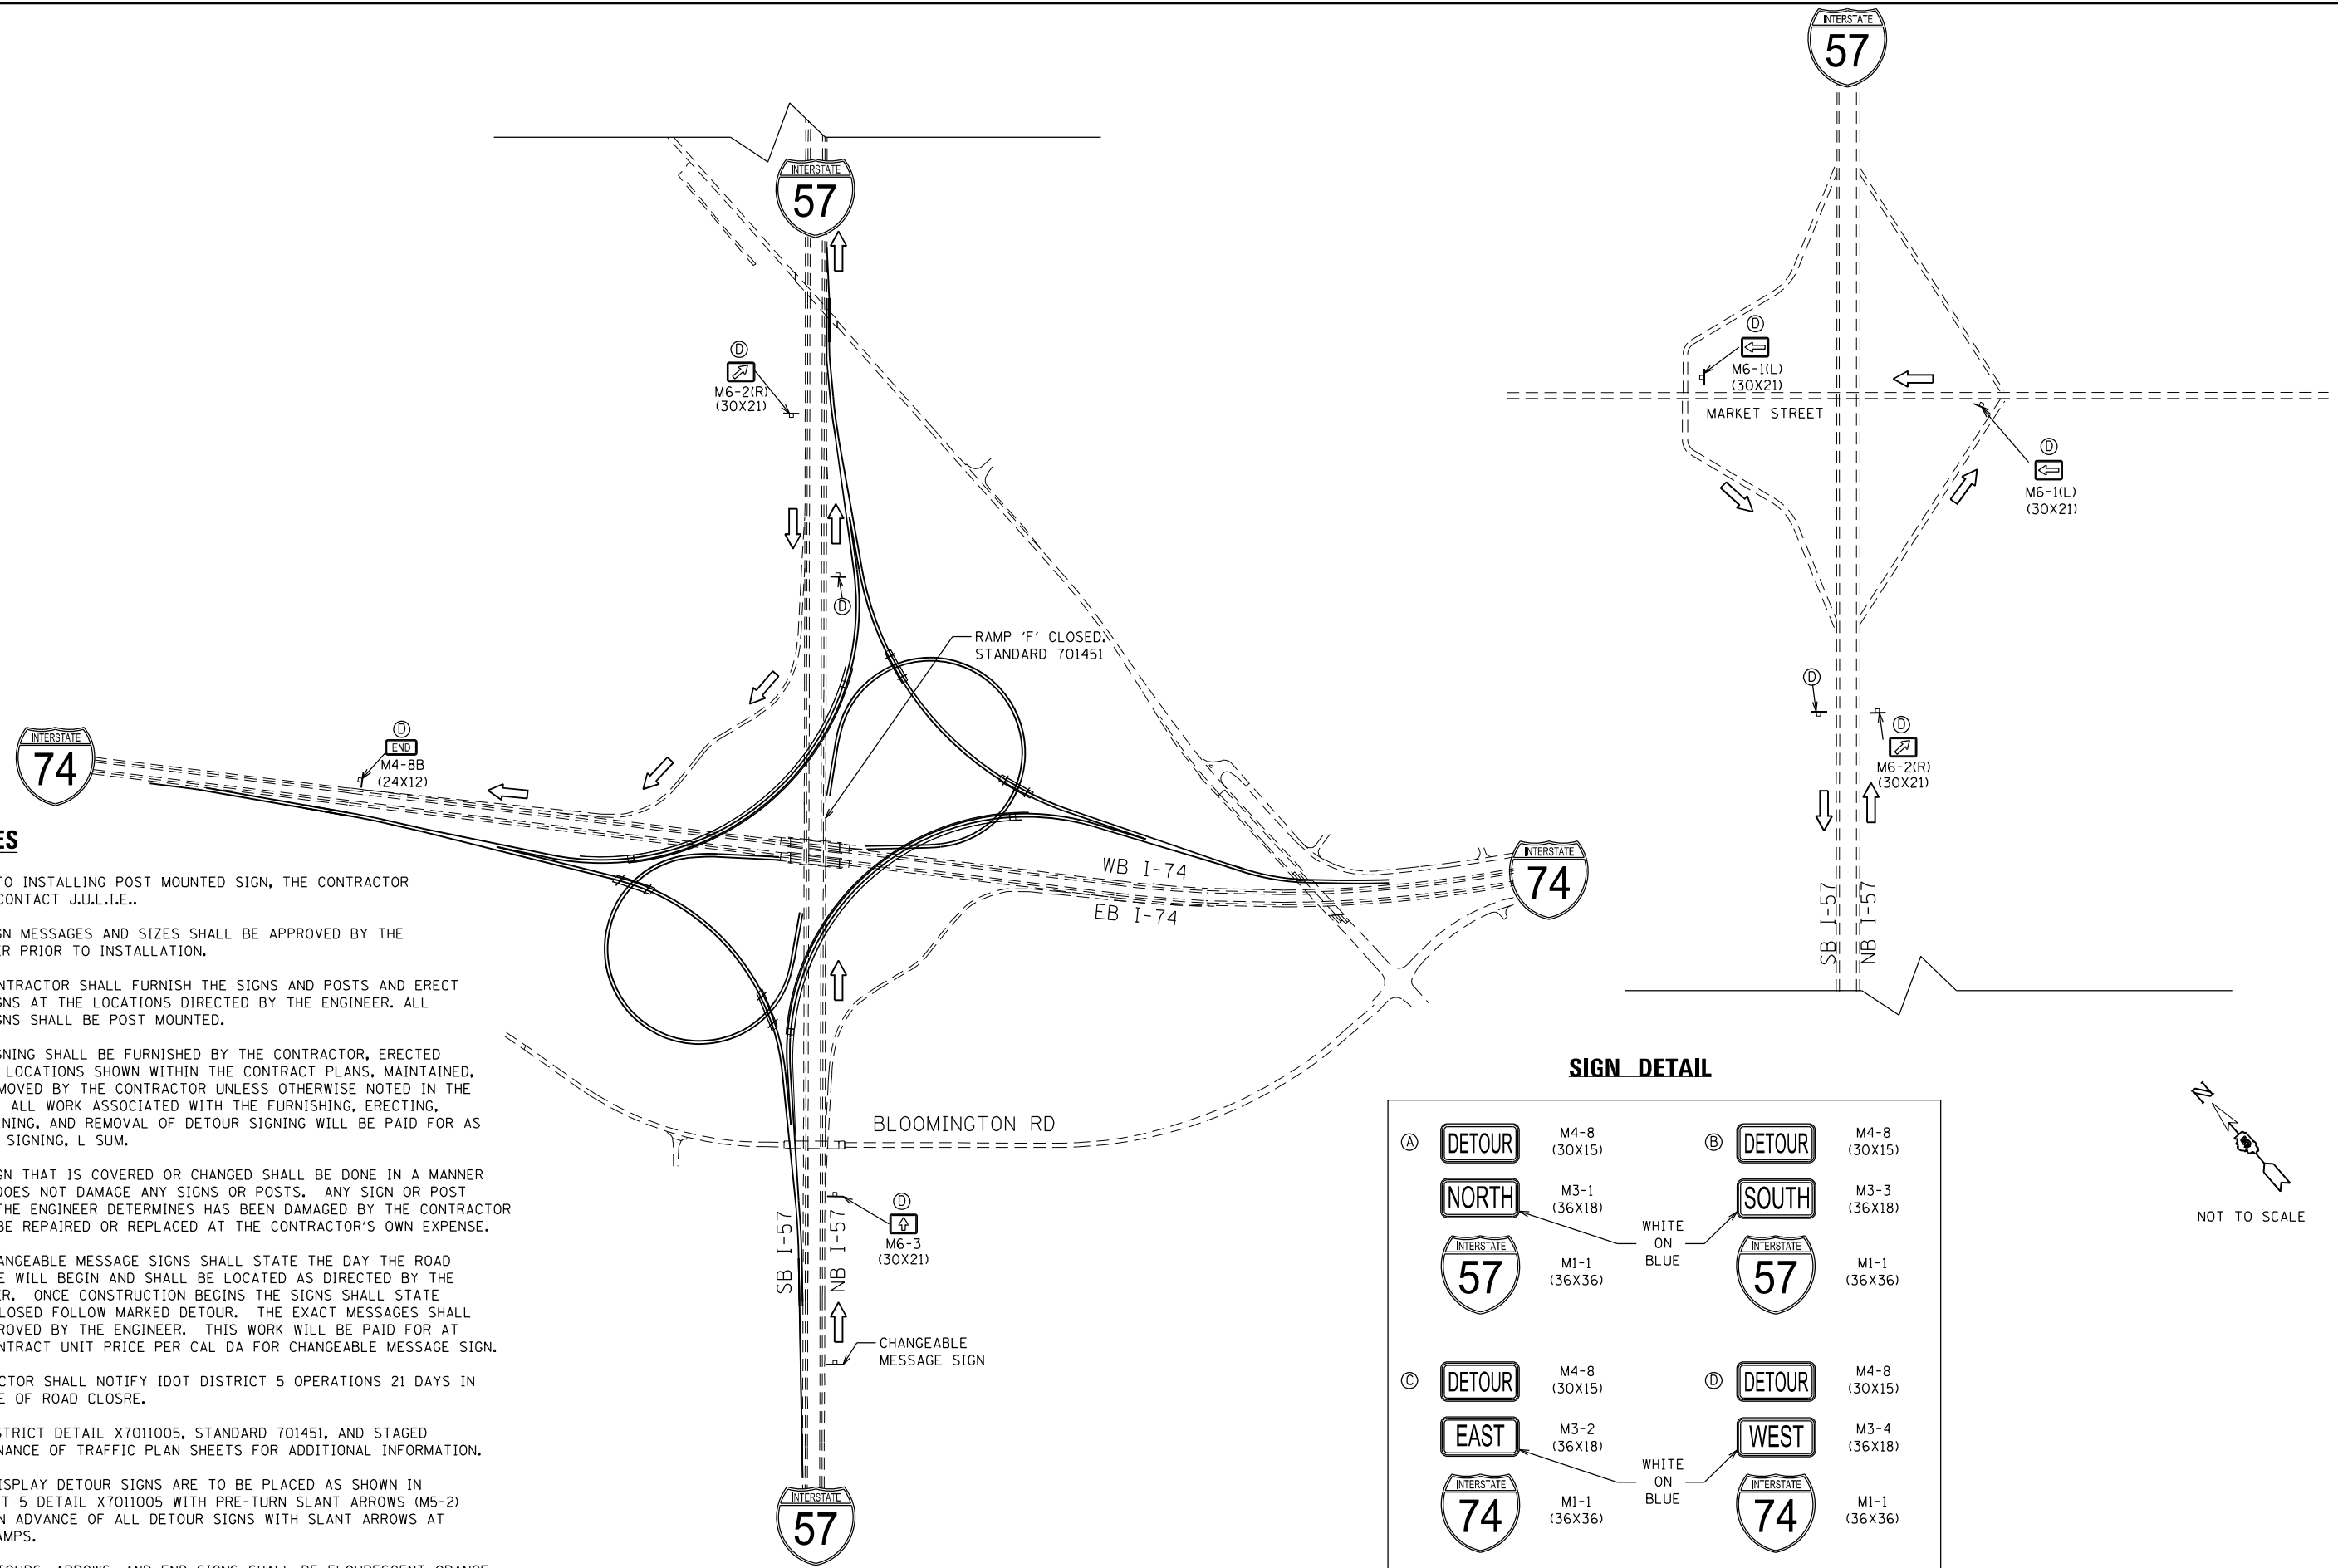 INTERSTATE
57
INTERSTATE
57
Ⓓ
M6-2(R)
(30X21)
Ⓓ
RAMP 'F' CLOSED.
STANDARD 701451
INTERSTATE
74
Ⓓ
END
M4-8B
(24X12)
WB I-74
EB I-74
INTERSTATE
74
Ⓓ
M6-1(L)
(30X21)
MARKET STREET
Ⓓ
M6-1(L)
(30X21)
Ⓓ
Ⓓ
M6-2(R)
(30X21)
SB I-57
NB I-57
ES
TO INSTALLING POST MOUNTED SIGN, THE CONTRACTOR
CONTACT J.U.L.I.E..
GN MESSAGES AND SIZES SHALL BE APPROVED BY THE
ER PRIOR TO INSTALLATION.
NTRACTOR SHALL FURNISH THE SIGNS AND POSTS AND ERECT
GNS AT THE LOCATIONS DIRECTED BY THE ENGINEER. ALL
GNS SHALL BE POST MOUNTED.
GNING SHALL BE FURNISHED BY THE CONTRACTOR, ERECTED
LOCATIONS SHOWN WITHIN THE CONTRACT PLANS, MAINTAINED,
MOVED BY THE CONTRACTOR UNLESS OTHERWISE NOTED IN THE
ALL WORK ASSOCIATED WITH THE FURNISHING, ERECTING,
NING, AND REMOVAL OF DETOUR SIGNING WILL BE PAID FOR AS
SIGNING, L SUM.
GN THAT IS COVERED OR CHANGED SHALL BE DONE IN A MANNER
DOES NOT DAMAGE ANY SIGNS OR POSTS. ANY SIGN OR POST
THE ENGINEER DETERMINES HAS BEEN DAMAGED BY THE CONTRACTOR
BE REPAIRED OR REPLACED AT THE CONTRACTOR'S OWN EXPENSE.
ANGEABLE MESSAGE SIGNS SHALL STATE THE DAY THE ROAD
E WILL BEGIN AND SHALL BE LOCATED AS DIRECTED BY THE
ER. ONCE CONSTRUCTION BEGINS THE SIGNS SHALL STATE
LOSED FOLLOW MARKED DETOUR. THE EXACT MESSAGES SHALL
ROVED BY THE ENGINEER. THIS WORK WILL BE PAID FOR AT
NTRACT UNIT PRICE PER CAL DA FOR CHANGEABLE MESSAGE SIGN.
CTOR SHALL NOTIFY IDOT DISTRICT 5 OPERATIONS 21 DAYS IN
E OF ROAD CLOSRE.
STRICT DETAIL X7011005, STANDARD 701451, AND STAGED
NANCE OF TRAFFIC PLAN SHEETS FOR ADDITIONAL INFORMATION.
ISPLAY DETOUR SIGNS ARE TO BE PLACED AS SHOWN IN
T 5 DETAIL X7011005 WITH PRE-TURN SLANT ARROWS (M5-2)
N ADVANCE OF ALL DETOUR SIGNS WITH SLANT ARROWS AT
AMPS.
TOURS, ARROWS, AND END SIGNS SHALL BE FLOURESCENT ORANGE
BLOOMINGTON RD
SB I-57
NB I-57
Ⓓ
M6-3
(30X21)
CHANGEABLE
MESSAGE SIGN
INTERSTATE
57
SIGN DETAIL
Ⓐ DETOUR M4-8
(30X15)
NORTH M3-1
(36X18)
INTERSTATE
57 M1-1
(36X36)
WHITE
ON
BLUE
Ⓑ DETOUR M4-8
(30X15)
SOUTH M3-3
(36X18)
INTERSTATE
57 M1-1
(36X36)
Ⓒ DETOUR M4-8
(30X15)
EAST M3-2
(36X18)
INTERSTATE
74 M1-1
(36X36)
WHITE
ON
BLUE
Ⓓ DETOUR M4-8
(30X15)
WEST M3-4
(36X18)
INTERSTATE
74 M1-1
(36X36)
N
5
NOT TO SCALE